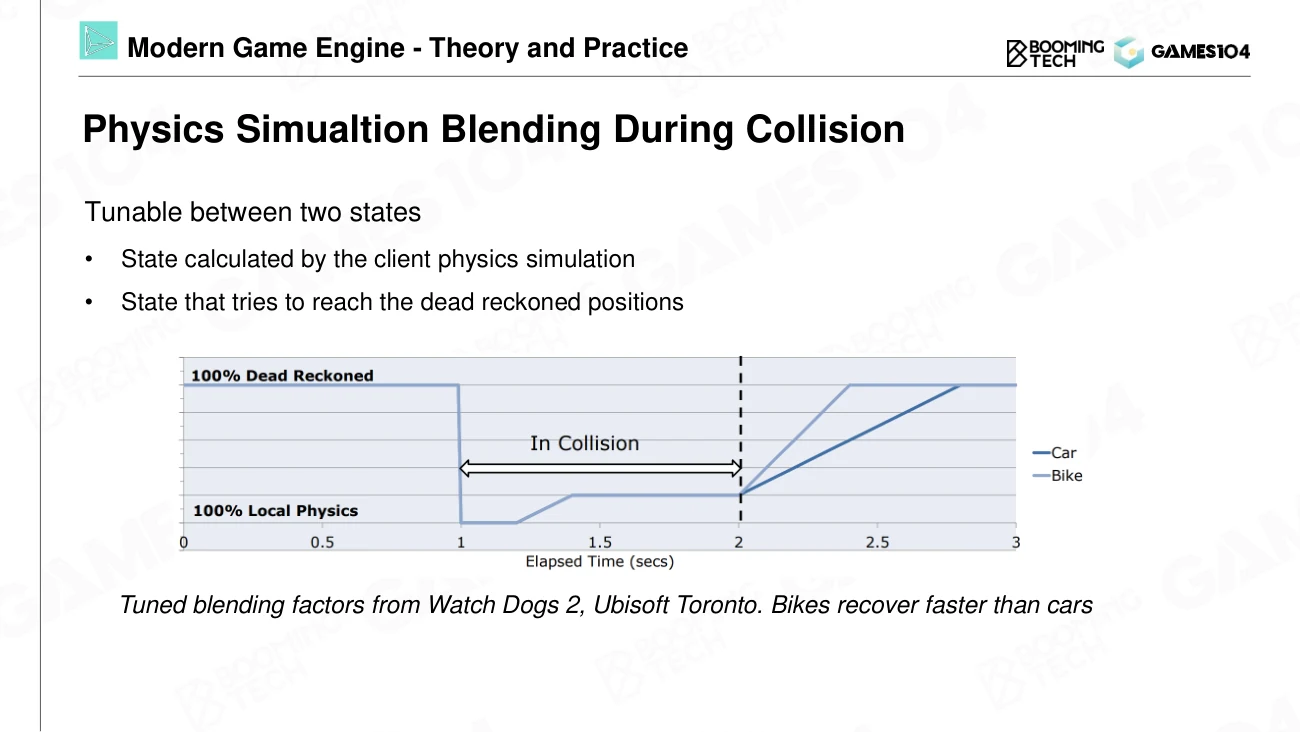 Modern Game Engine - Theory and Practice
BOOMING
TECH
GAMES104
Physics Simualtion Blending During Collision
Tunable between two states
• State calculated by the client physics simulation
• State that tries to reach the dead reckoned positions
100% Dead Reckoned
In Collision
100% Local Physics
Car
Bike
0 0.5 1 1.5 2 2.5 3
Elapsed Time (secs)
Tuned blending factors from Watch Dogs 2, Ubisoft Toronto. Bikes recover faster than cars